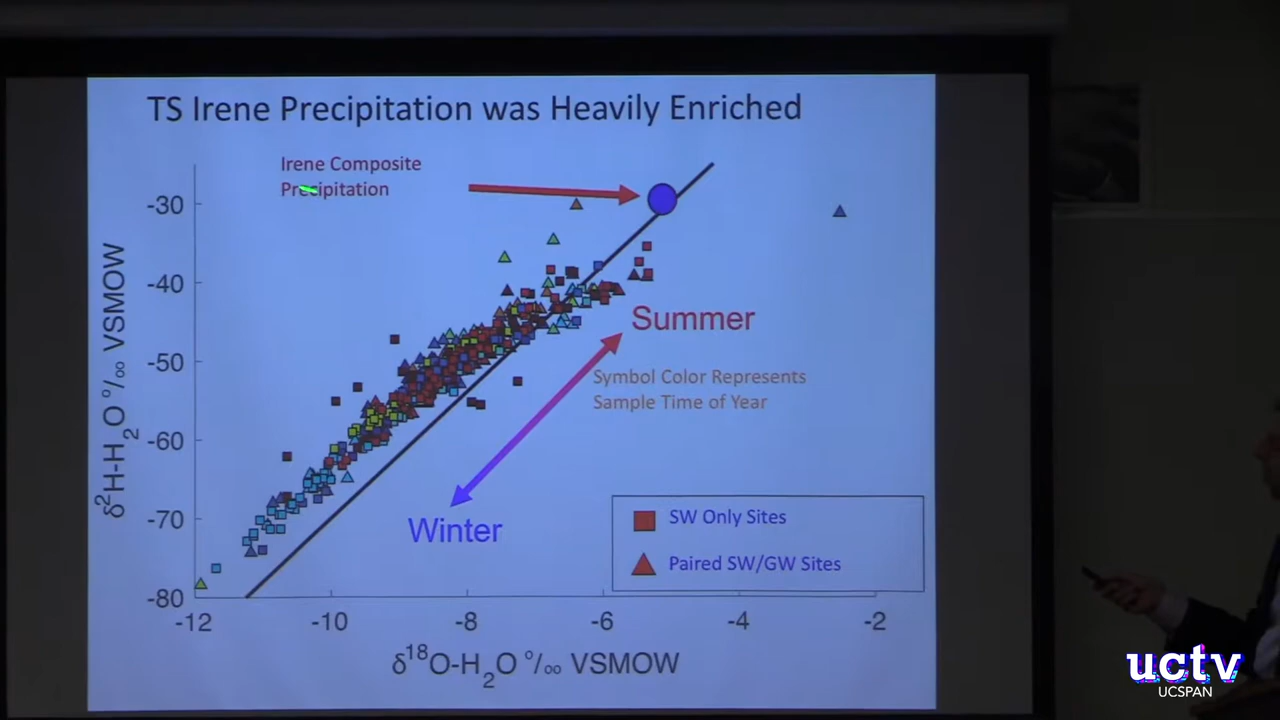 TS Irene Precipitation was Heavily Enriched
Irene Composite
Precipitation
-30
-40
-50
-60
-70
-80
δ2H-H2O °/oo VSMOW
Summer
Symbol Color Represents
Sample Time of Year
Winter
SW Only Sites
Paired SW/GW Sites
-12 -10 -8 -6 -4 -2
δ18O-H2O °/oo VSMOW
uctv
UCSPAN